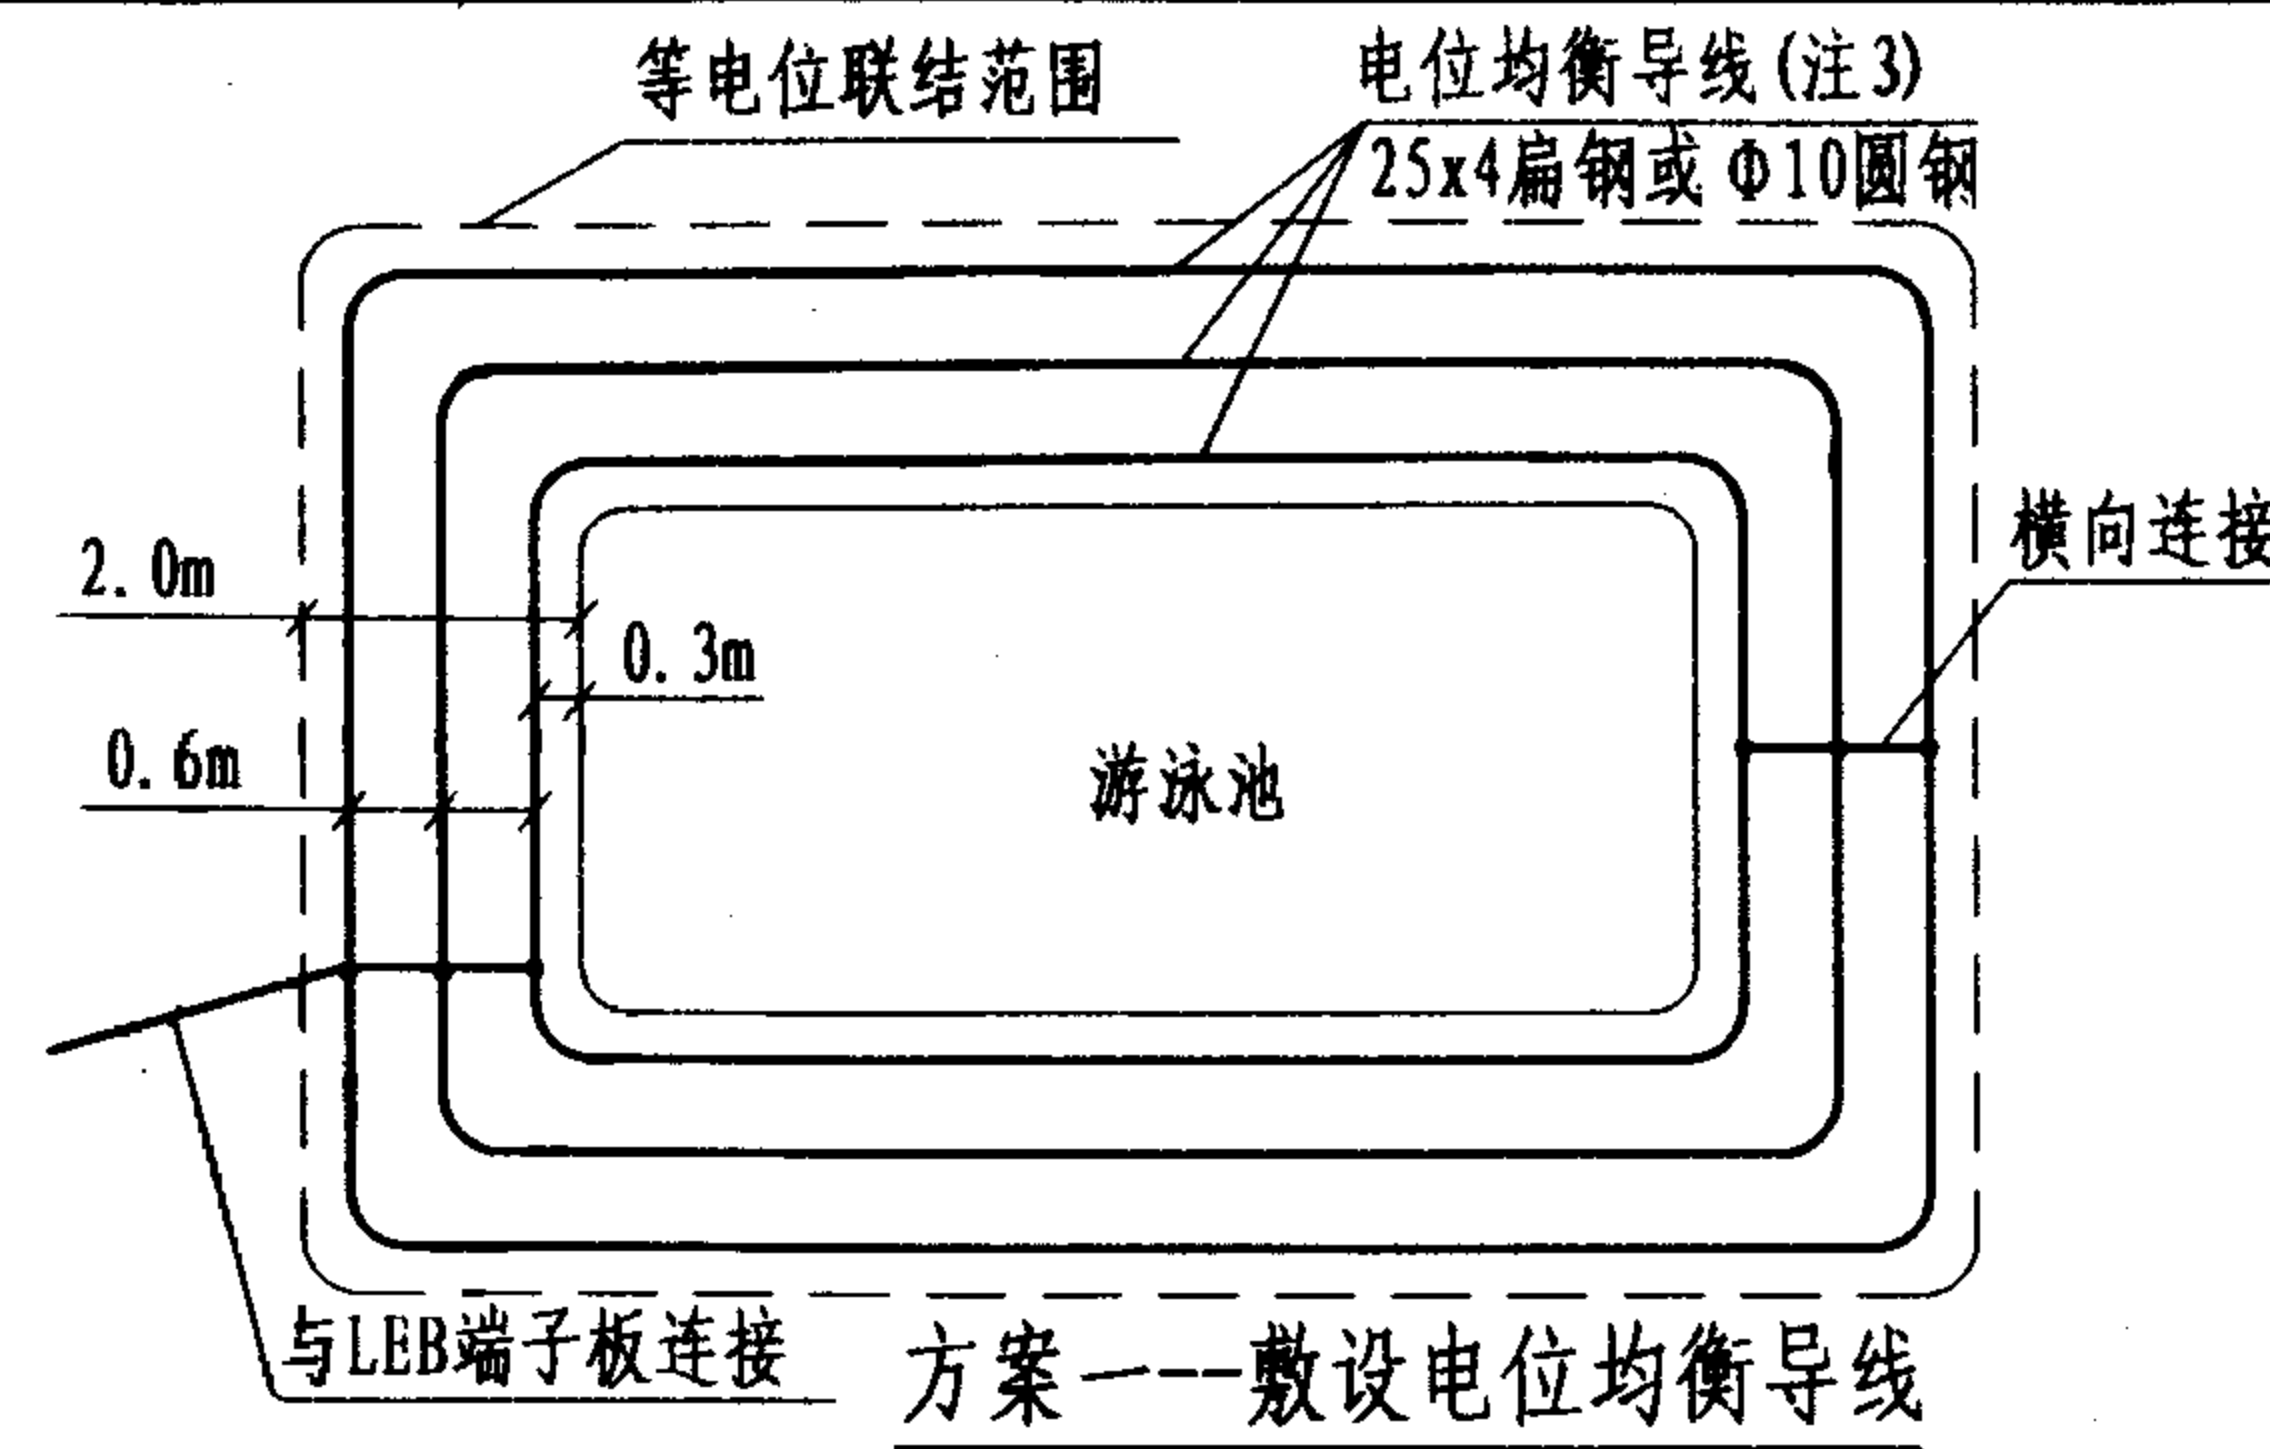 等电位联结范围
电位均衡导线(注3)
25x4扁钢或Φ10圆钢
横向连接
2.0m
0.3m
0.6m
游泳池
与LEB端子板连接
方案一--敷设电位均衡导线